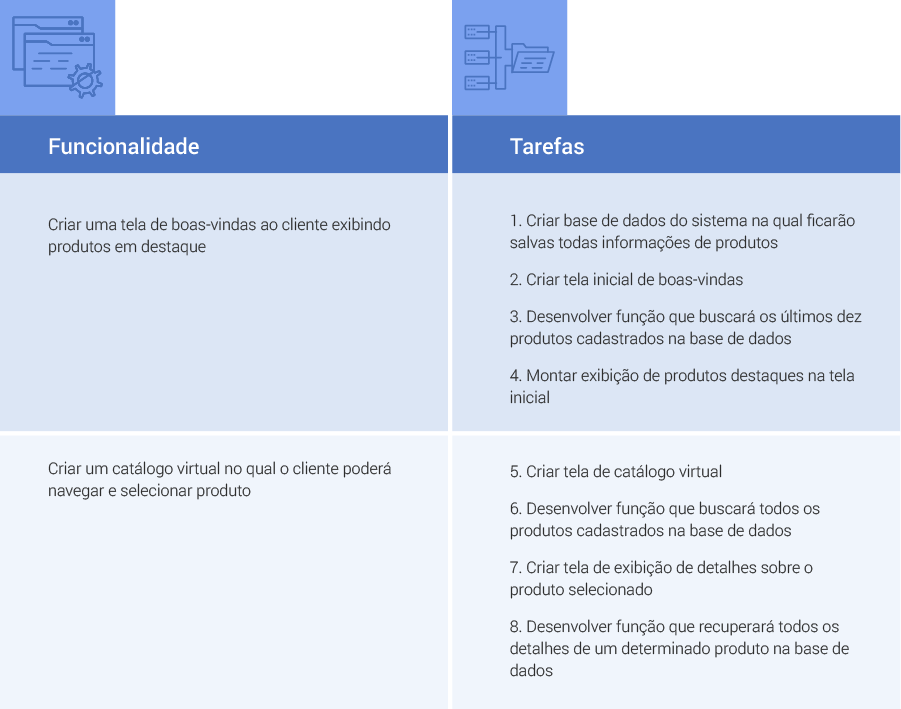 Funcionalidade
Tarefas
Criar uma tela de boas-vindas ao cliente exibindo
produtos em destaque
1. Criar base de dados do sistema na qual ficarão
salvas todas informações de produtos
2. Criar tela inicial de boas-vindas
3. Desenvolver função que buscará os últimos dez
produtos cadastrados na base de dados
4. Montar exibição de produtos destaques na tela
inicial
Criar um catálogo virtual no qual o cliente poderá
navegar e selecionar produto
5. Criar tela de catálogo virtual
6. Desenvolver função que buscará todos os
produtos cadastrados na base de dados
7. Criar tela de exibição de detalhes sobre o
produto selecionado
8. Desenvolver função que recuperará todos os
detalhes de um determinado produto na base de
dados